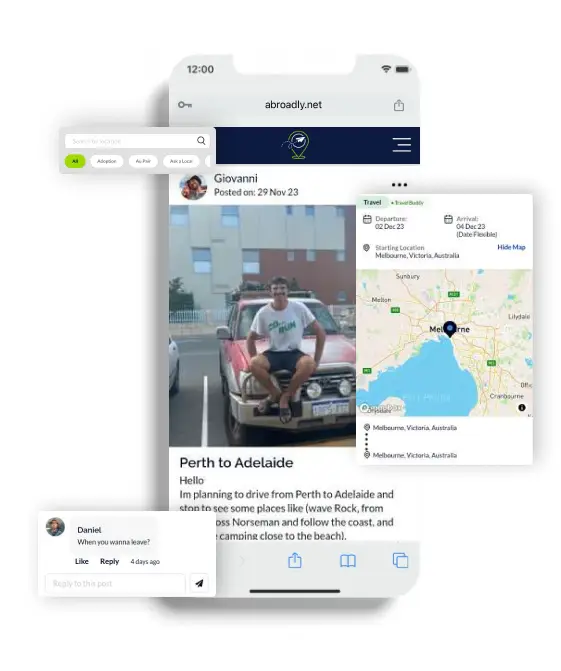 12:00
abroadly.net
Search for location
All
Adoption
Au Pair
Ask a Local
Giovanni
Posted on: 29 Nov 23
Travel
Travel Buddy
Departure:
02 Dec 23
Arrival:
04 Dec 23
(Date Flexible)
Starting Location
Melbourne, Victoria, Australia
Hide Map
Sunbury
Melton
Lilydale
Melbourne
Port Phillip
Cranbourne
Melbourne, Victoria, Australia
Melbourne, Victoria, Australia
Perth to Adelaide
Hello
Im planning to drive from Perth to Adelaide and
stop to see some places like (wave Rock, from
oss Norseman and follow the coast, and
e camping close to the beach).
Daniel
When you wanna leave?
Like
Reply
4 days ago
Reply to this post